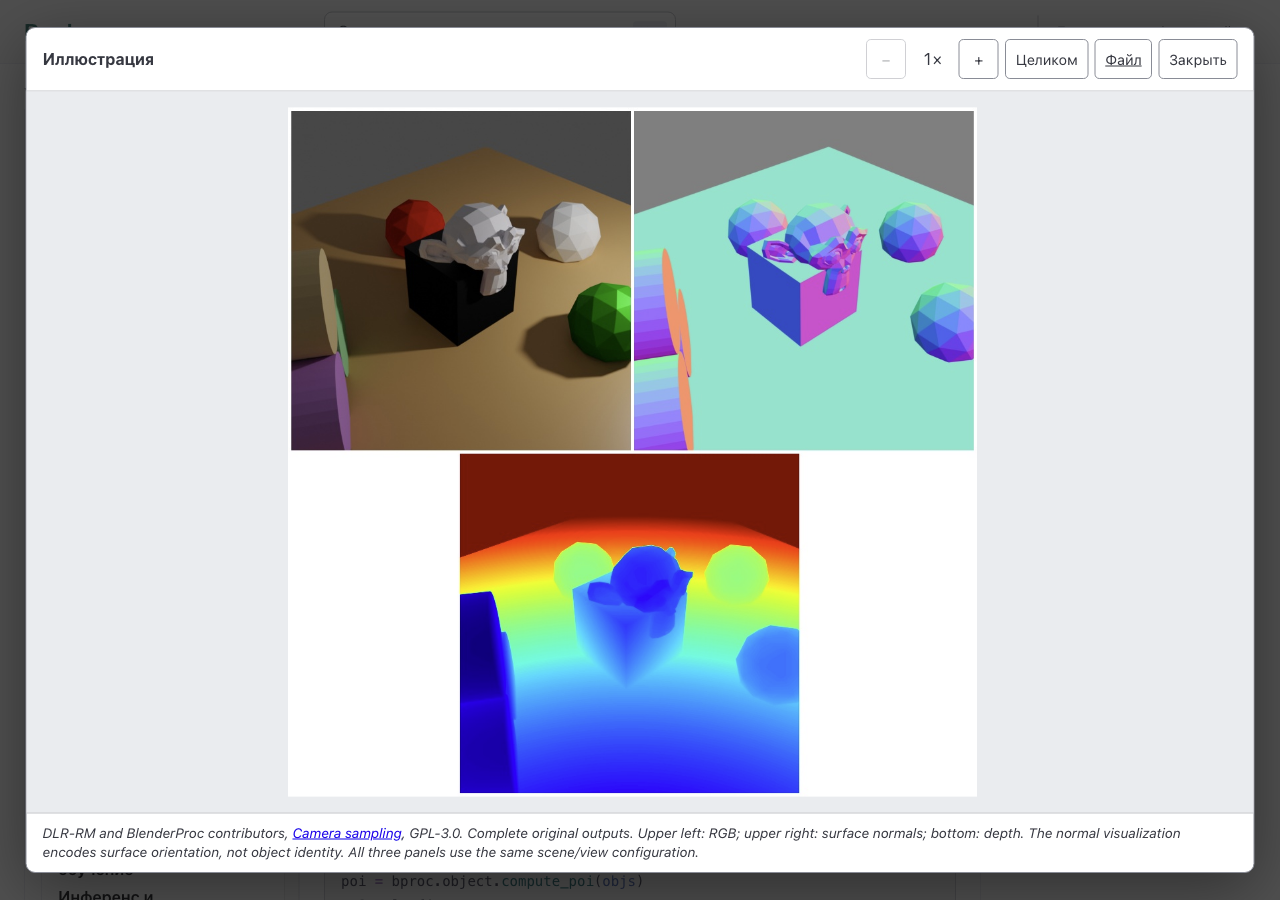 Иллюстрация
−
1×
+
Целиком
Файл
Закрыть
DLR-RM and BlenderProc contributors, Camera sampling, GPL-3.0. Complete original outputs. Upper left: RGB; upper right: surface normals; bottom: depth. The normal visualization
encodes surface orientation, not object identity. All three panels use the same scene/view configuration.
poi = bproc.object.compute_poi(objs)
Инференс и